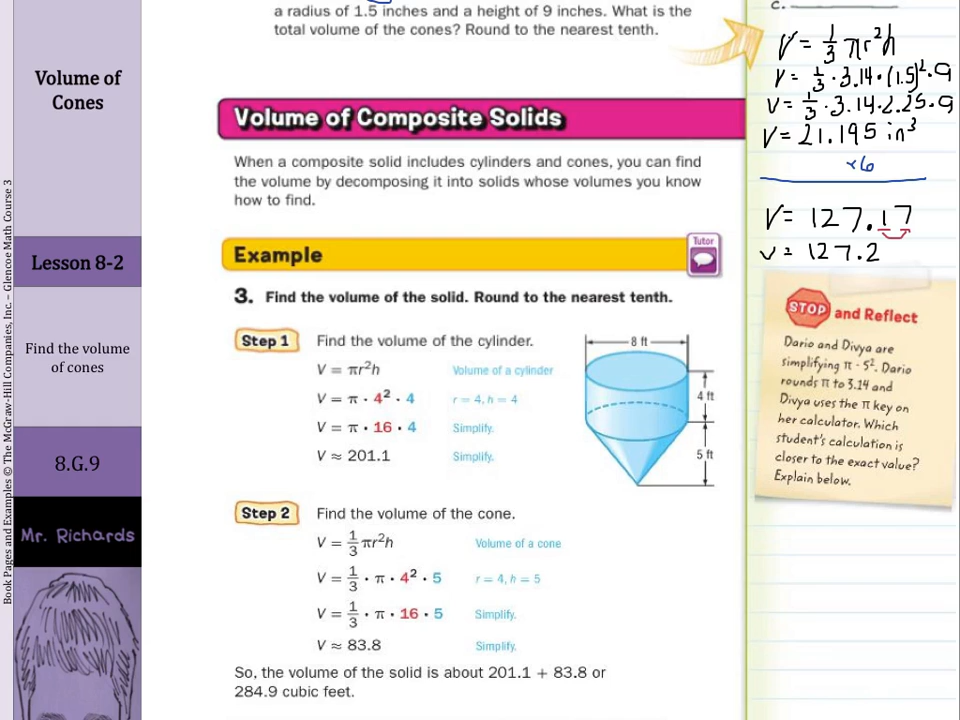 a radius of 1.5 inches and a height of 9 inches. What is the
total volume of the cones? Round to the nearest tenth.
c.
V = 1/3 πr²h
V = 1/3 · 3.14 · (1.5)² · 9
V = 1/3 · 3.14 · 2.25 · 9
V = 21.195 in³
×6
V = 127.17
V = 127.2
Volume of
Cones
Lesson 8-2
Find the volume
of cones
8.G.9
Mr. Richards
Book Pages and Examples © The McGraw-Hill Companies, Inc. – Glencoe Math Course 3
Volume of Composite Solids
When a composite solid includes cylinders and cones, you can find
the volume by decomposing it into solids whose volumes you know
how to find.
Example
Tutor
3. Find the volume of the solid. Round to the nearest tenth.
Step 1 Find the volume of the cylinder.
V = πr²h Volume of a cylinder
V = π · 4² · 4 r = 4, h = 4
V = π · 16 · 4 Simplify.
V ≈ 201.1 Simplify.
8 ft
4 ft
5 ft
Step 2 Find the volume of the cone.
V = 1/3 πr²h Volume of a cone
V = 1/3 · π · 4² · 5 r = 4, h = 5
V = 1/3 · π · 16 · 5 Simplify.
V ≈ 83.8 Simplify.
So, the volume of the solid is about 201.1 + 83.8 or
284.9 cubic feet.
STOP and Reflect
Dario and Divya are
simplifying π · 5². Dario
rounds π to 3.14 and
Divya uses the π key on
her calculator. Which
student's calculation is
closer to the exact value?
Explain below.